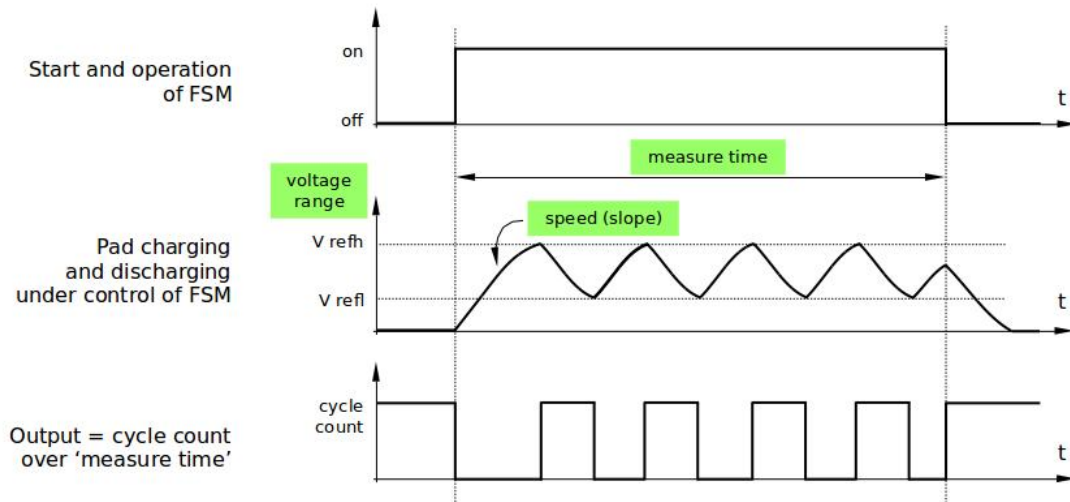 on
Start and operation
of FSM
off
t
measure time
voltage
range
speed (slope)
V refh
Pad charging
and discharging
under control of FSM
V refl
t
cycle
count
Output = cycle count
over ‘measure time’
t